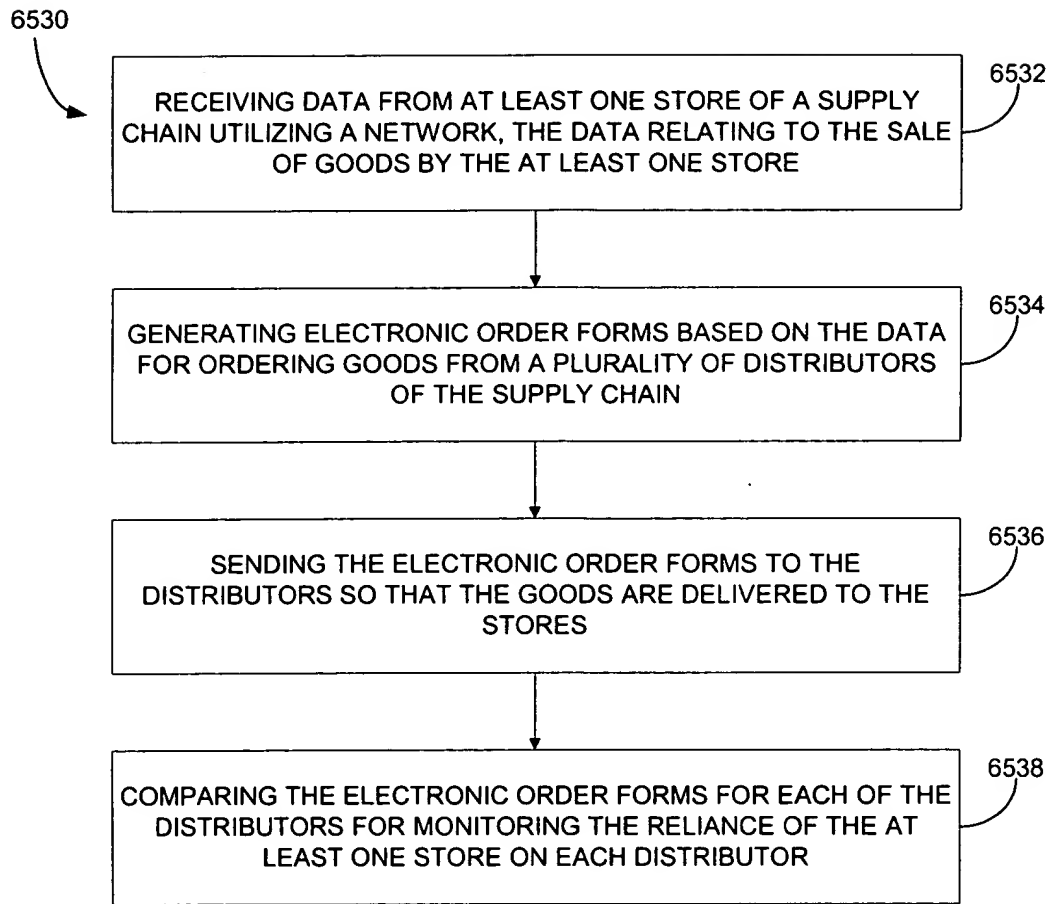 6530
6532
RECEIVING DATA FROM AT LEAST ONE STORE OF A SUPPLY
CHAIN UTILIZING A NETWORK, THE DATA RELATING TO THE SALE
OF GOODS BY THE AT LEAST ONE STORE
6534
GENERATING ELECTRONIC ORDER FORMS BASED ON THE DATA
FOR ORDERING GOODS FROM A PLURALITY OF DISTRIBUTORS
OF THE SUPPLY CHAIN
6536
SENDING THE ELECTRONIC ORDER FORMS TO THE
DISTRIBUTORS SO THAT THE GOODS ARE DELIVERED TO THE
STORES
6538
COMPARING THE ELECTRONIC ORDER FORMS FOR EACH OF THE
DISTRIBUTORS FOR MONITORING THE RELIANCE OF THE AT
LEAST ONE STORE ON EACH DISTRIBUTOR